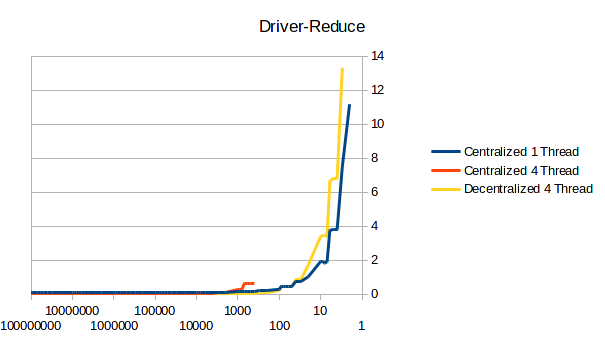 Driver-Reduce
14
12
10
8
6
4
2
0
Centralized 1 Thread
Centralized 4 Thread
Decentralized 4 Thread
10000000 100000 1000 10
100000000 1000000 10000 100 1